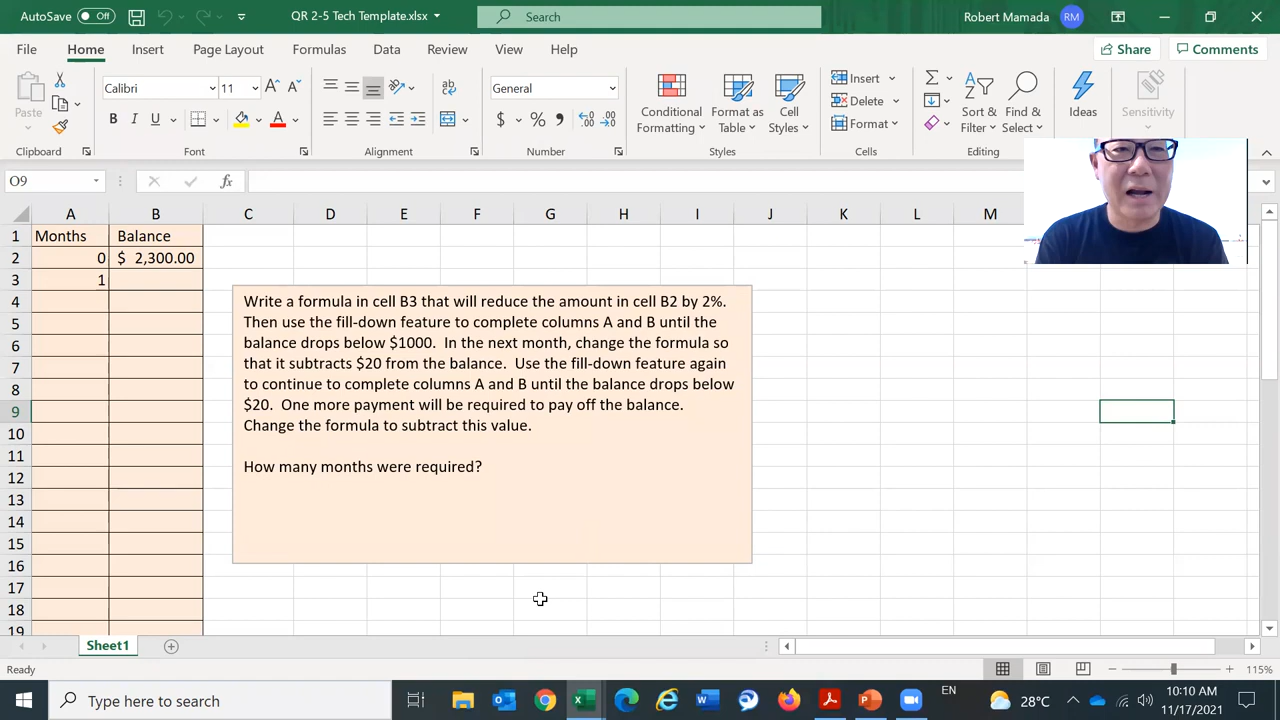 AutoSave Off QR 2-5 Tech Template.xlsx Search Robert Mamada RM
File Home Insert Page Layout Formulas Data Review View Help Share Comments
Paste
Clipboard
Calibri 11
B I U A
Font
ab
Alignment
General
$ % 9
Number
Conditional Formatting
Format as Table
Cell Styles
Styles
Insert
Delete
Format
Cells
Sort & Filter
Find & Select
Editing
Ideas
Sensitivity
O9 fx
A B C D E F G H I J K L M
1 Months Balance
2 0 $ 2,300.00
3 1
4
5
6
7
8
9
10
11
12
13
14
15
16
17
18
19
Write a formula in cell B3 that will reduce the amount in cell B2 by 2%.
Then use the fill-down feature to complete columns A and B until the
balance drops below $1000. In the next month, change the formula so
that it subtracts $20 from the balance. Use the fill-down feature again
to continue to complete columns A and B until the balance drops below
$20. One more payment will be required to pay off the balance.
Change the formula to subtract this value.
How many months were required?
Sheet1
Ready 115%
Type here to search EN 28°C 10:10 AM
11/17/2021